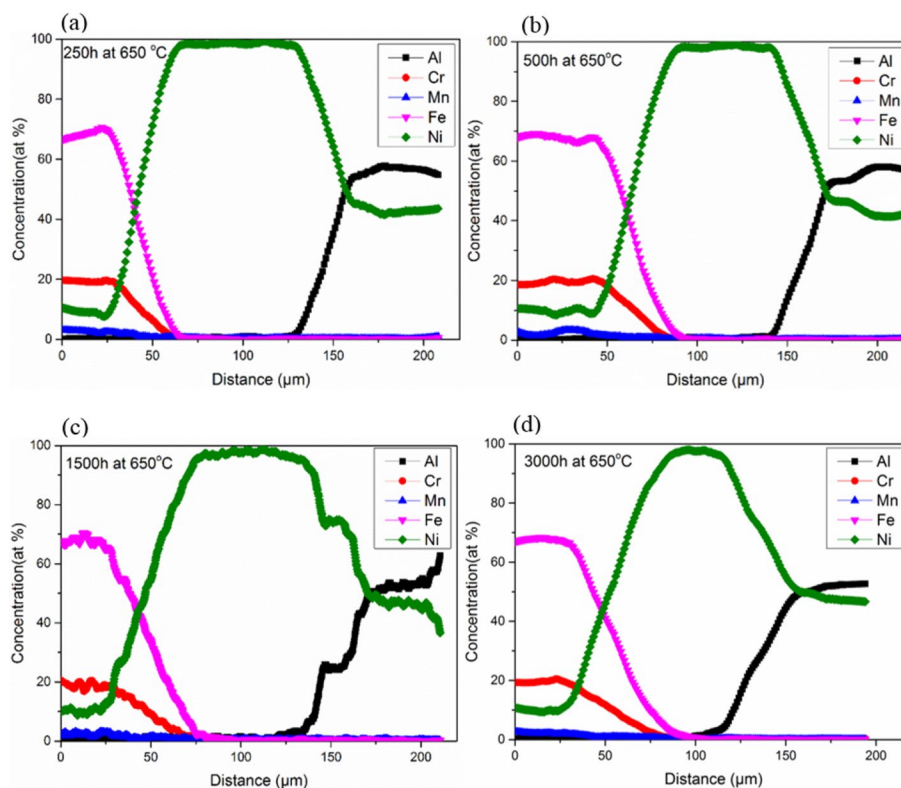 (a)
250h at 650 °C
Al
Cr
Mn
Fe
Ni
Concentration(at %)
100
80
60
40
20
0
0 50 100 150 200
Distance (µm)
(b)
500h at 650°C
Al
Cr
Mn
Fe
Ni
Concentration(at %)
100
80
60
40
20
0
0 50 100 150 200
Distance (µm)
(c)
1500h at 650°C
Al
Cr
Mn
Fe
Ni
Concentration(at %)
100
80
60
40
20
0
0 50 100 150 200
Distance (µm)
(d)
3000h at 650°C
Al
Cr
Mn
Fe
Ni
Concentration(at %)
100
80
60
40
20
0
0 50 100 150 200
Distance (µm)